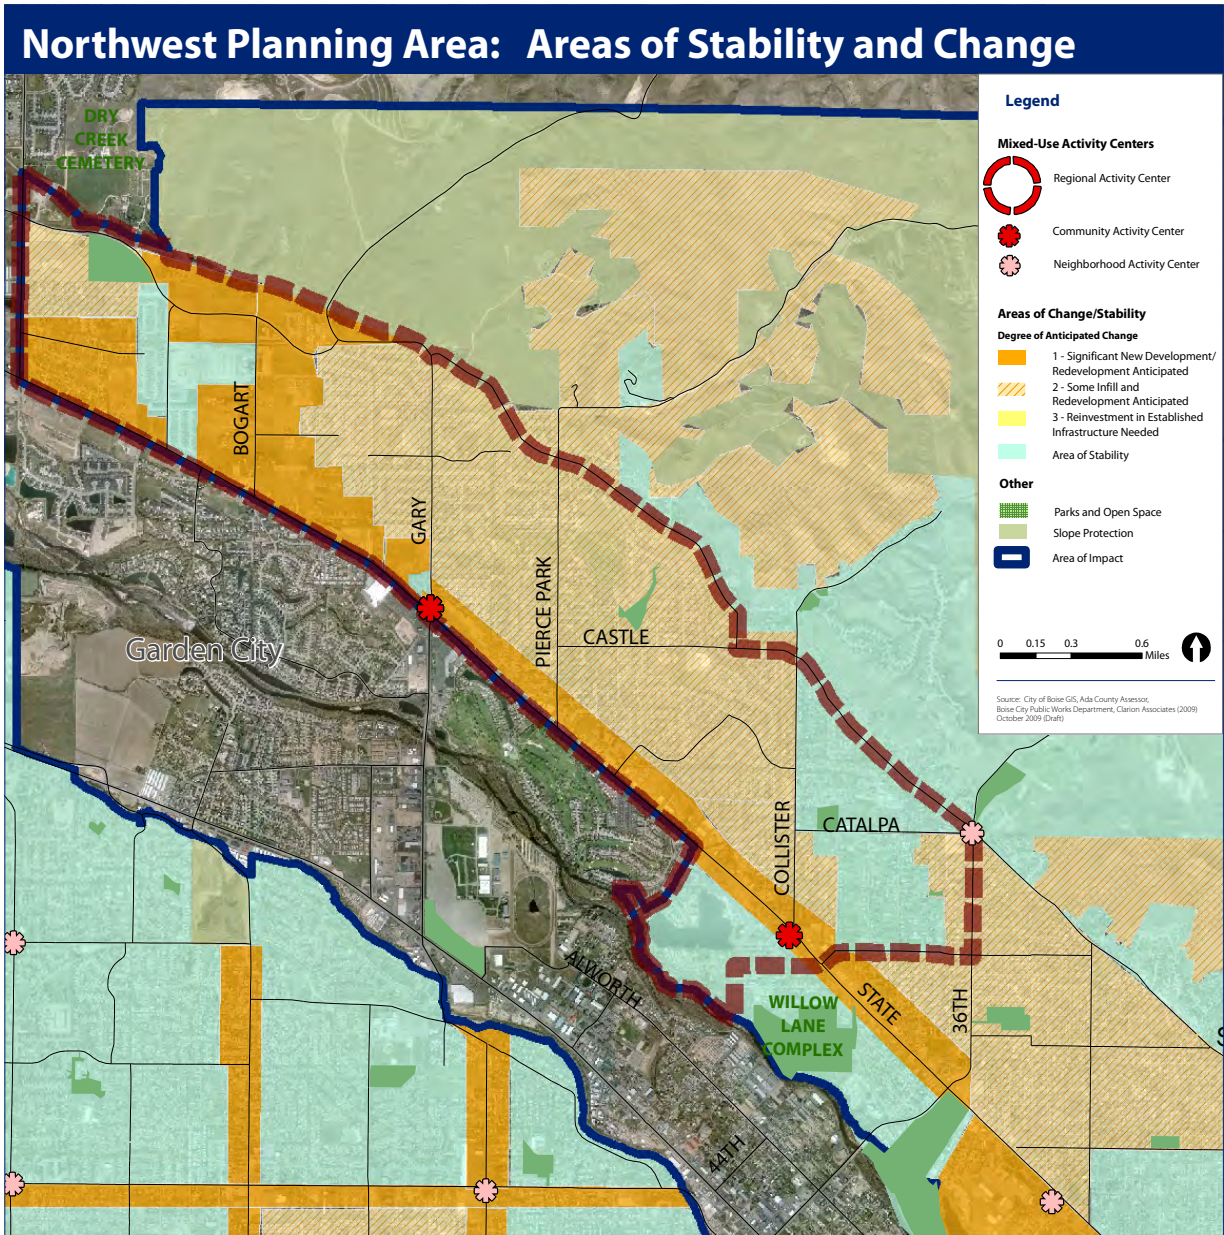 Northwest Planning Area: Areas of Stability and Change
DRY
CREEK
CEMETERY
BOGART
GARY
PIERCE PARK
CASTLE
Garden City
COLLISTER
CATALPA
ALWORTH
WILLOW
LANE
COMPLEX
STATE
36TH
44TH
S
Legend
Mixed-Use Activity Centers
Regional Activity Center
Community Activity Center
Neighborhood Activity Center
Areas of Change/Stability
Degree of Anticipated Change
1 - Significant New Development/
Redevelopment Anticipated
2 - Some Infill and
Redevelopment Anticipated
3 - Reinvestment in Established
Infrastructure Needed
Area of Stability
Other
Parks and Open Space
Slope Protection
Area of Impact
0 0.15 0.3 0.6
Miles
Source: City of Boise GIS, Ada County Assessor,
Boise City Public Works Department, Clarion Associates (2009)
October 2009 (Draft)